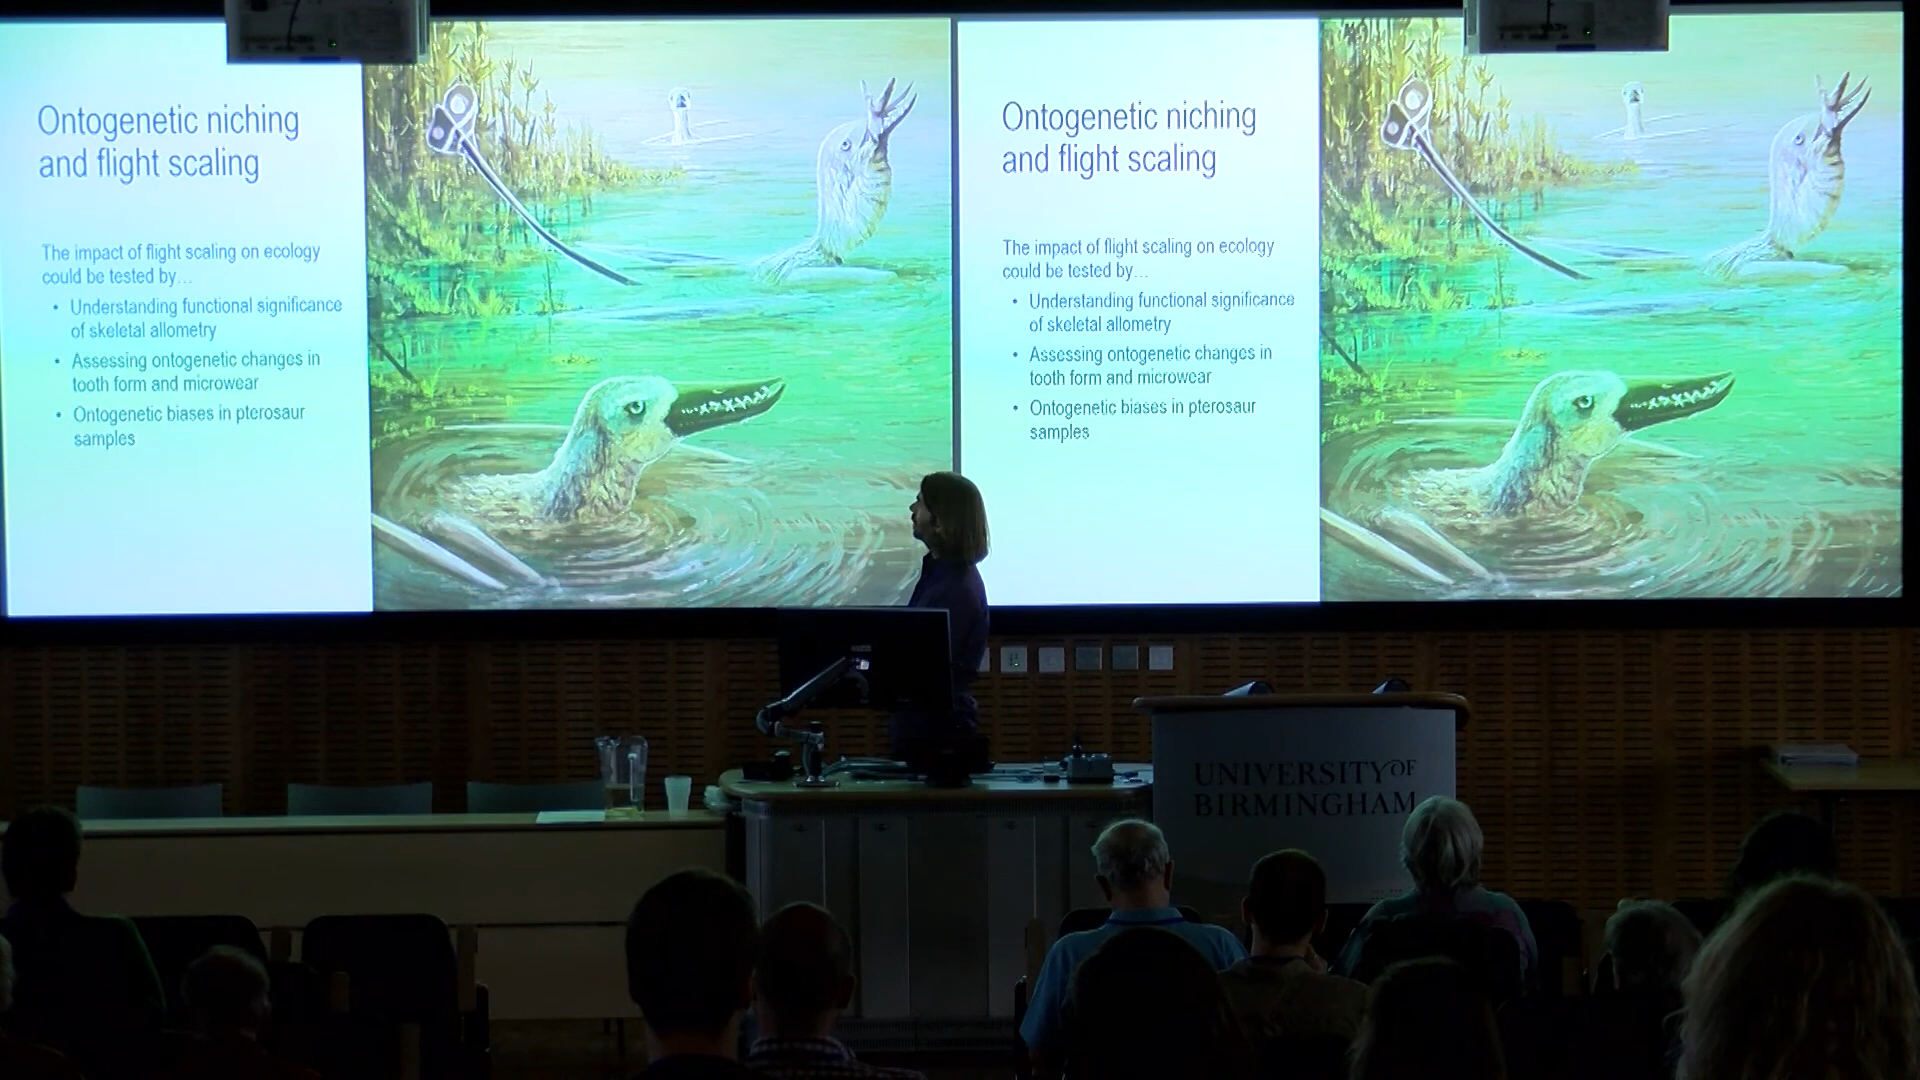 Ontogenetic niching
and flight scaling
The impact of flight scaling on ecology
could be tested by…
• Understanding functional significance
of skeletal allometry
• Assessing ontogenetic changes in
tooth form and microwear
• Ontogenetic biases in pterosaur
samples
Ontogenetic niching
and flight scaling
The impact of flight scaling on ecology
could be tested by…
• Understanding functional significance
of skeletal allometry
• Assessing ontogenetic changes in
tooth form and microwear
• Ontogenetic biases in pterosaur
samples
UNIVERSITY OF
BIRMINGHAM